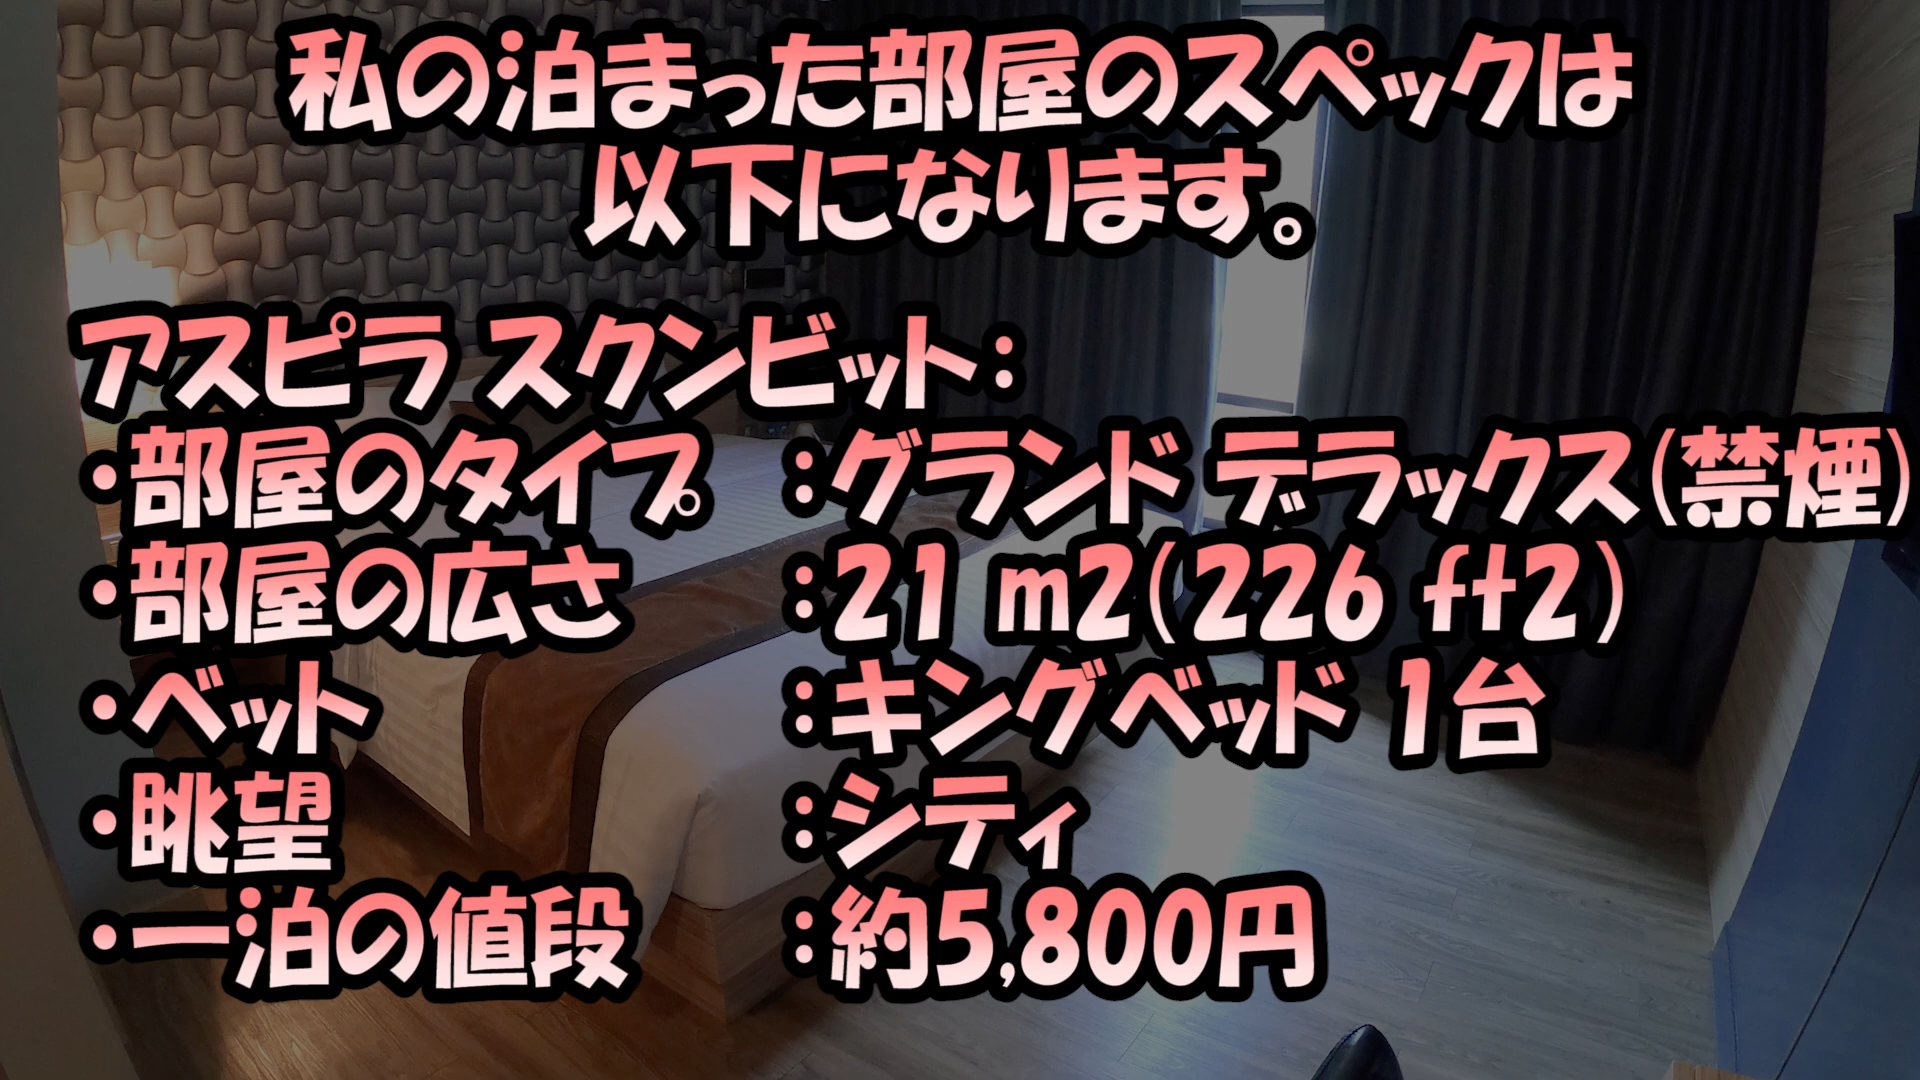 私の泊まった部屋のスペックは
以下になります。
アスピラ スクンビット：
・部屋のタイプ ：グランド デラックス(禁煙)
・部屋の広さ ：21 m2(226 ft2)
・ベット ：キングベッド 1台
・眺望 ：シティ
・一泊の値段 ：約5,800円